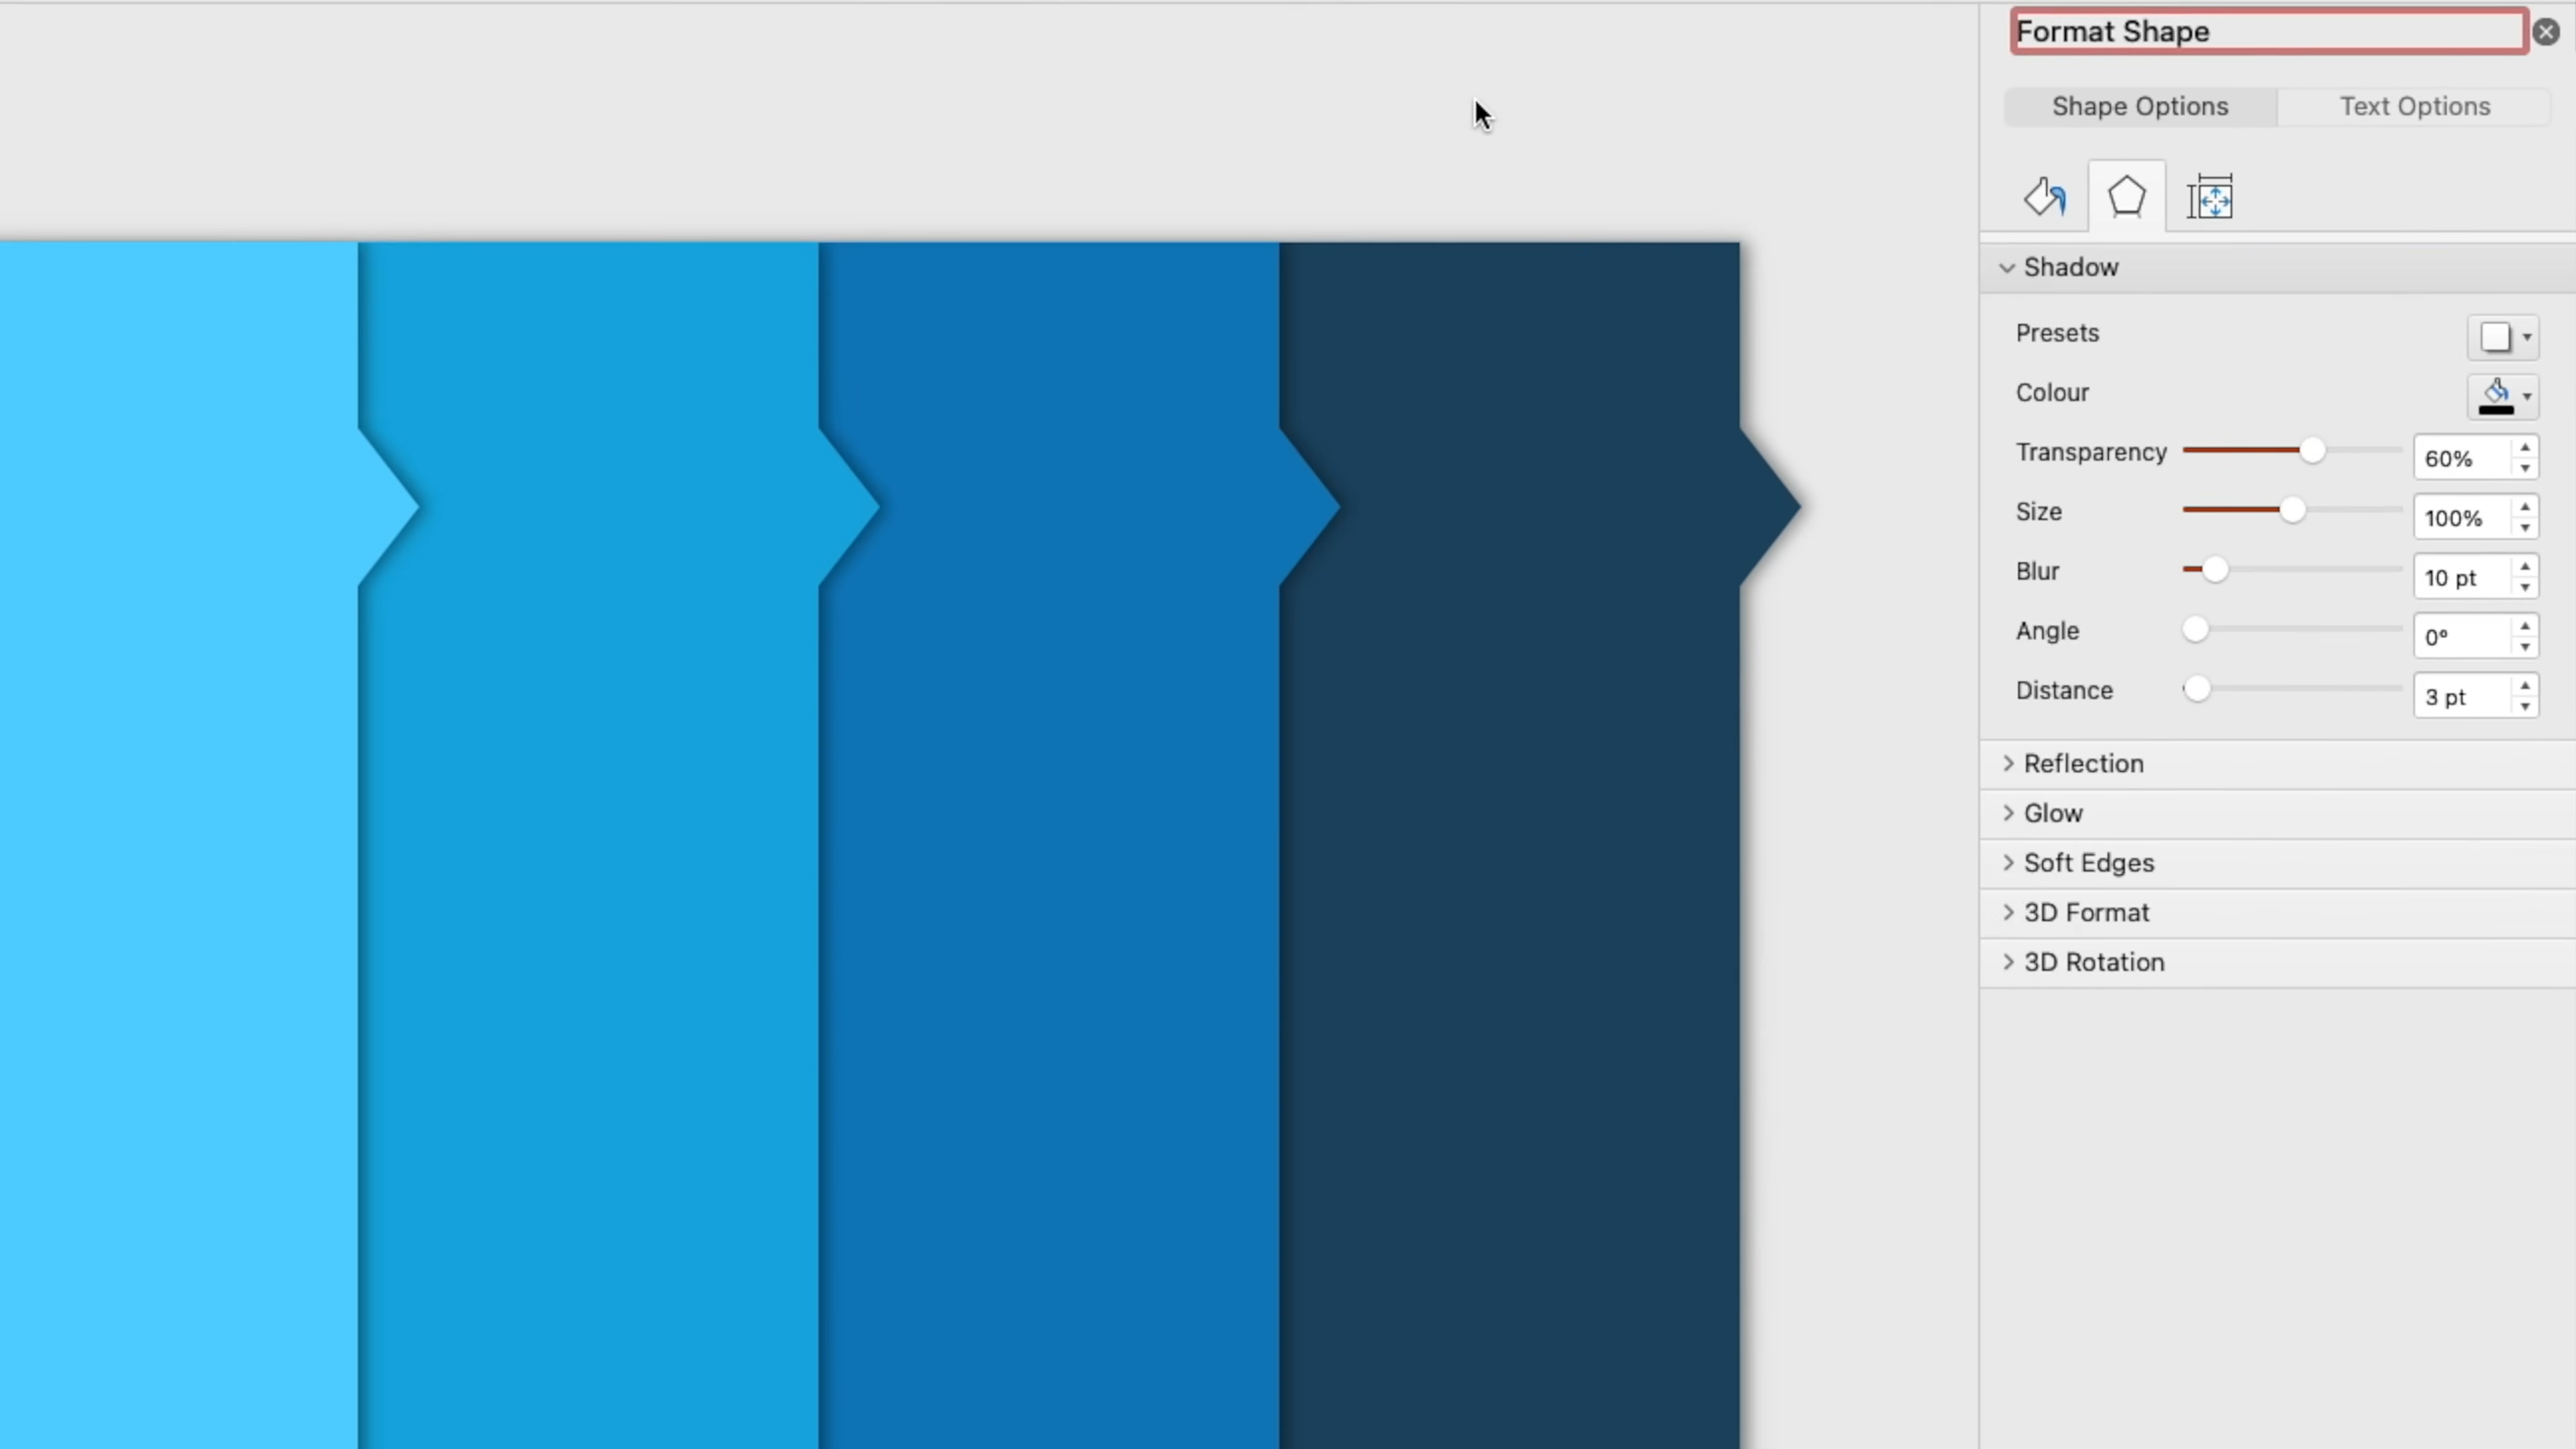 Format Shape
Shape Options Text Options
Shadow
Presets
Colour
Transparency 60%
Size 100%
Blur 10 pt
Angle 0°
Distance 3 pt
Reflection
Glow
Soft Edges
3D Format
3D Rotation